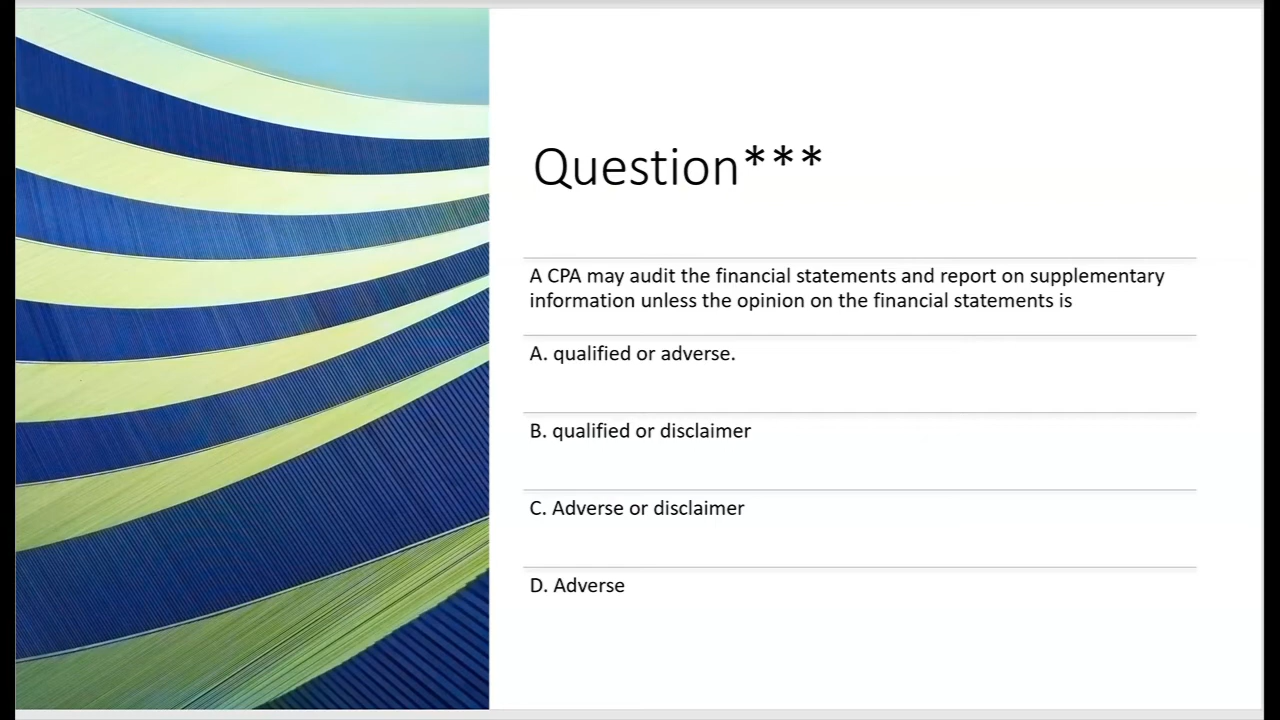 Question***
A CPA may audit the financial statements and report on supplementary
information unless the opinion on the financial statements is
A. qualified or adverse.
B. qualified or disclaimer
C. Adverse or disclaimer
D. Adverse